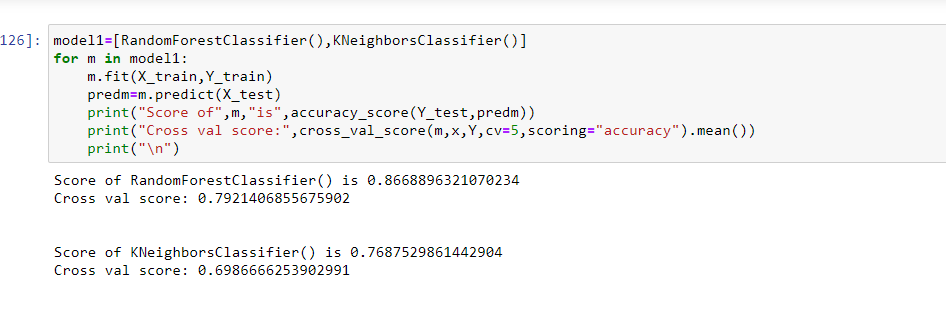 126]: model1=[RandomForestClassifier(),KNeighborsClassifier()]
for m in model1:
    m.fit(X_train,Y_train)
    predm=m.predict(X_test)
    print("Score of",m,"is",accuracy_score(Y_test,predm))
    print("Cross val score:",cross_val_score(m,x,Y,cv=5,scoring="accuracy").mean())
    print("\n")
Score of RandomForestClassifier() is 0.8668896321070234
Cross val score: 0.7921406855675902
Score of KNeighborsClassifier() is 0.7687529861442904
Cross val score: 0.6986666253902991